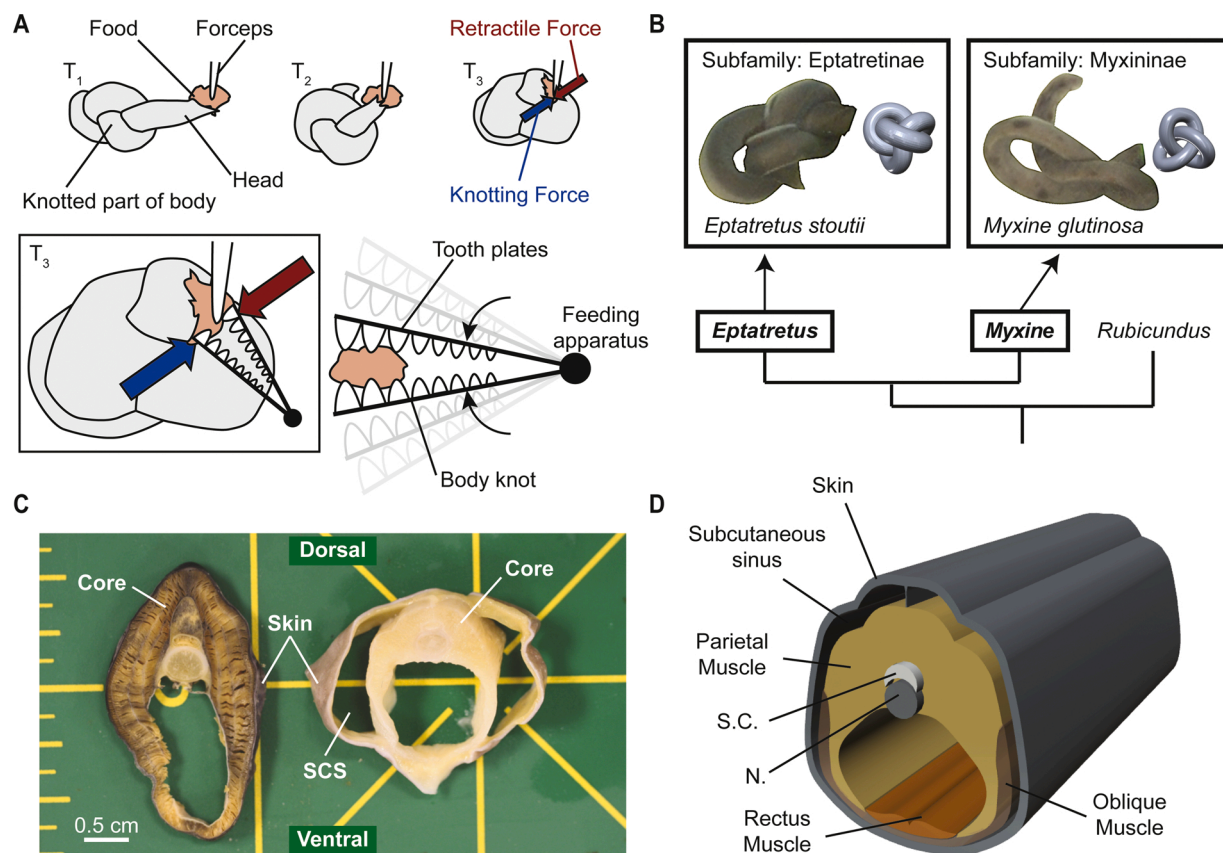 A
Food
Forceps
Retractile Force
T1
T2
T3
Head
Knotted part of body
Knotting Force
T3
Tooth plates
Feeding
apparatus
Body knot
B
Subfamily: Eptatretinae
Eptatretus stoutii
Subfamily: Myxininae
Myxine glutinosa
Eptatretus
Myxine
Rubicundus
C
Dorsal
Core
Core
Skin
SCS
0.5 cm
Ventral
D
Skin
Subcutaneous
sinus
Parietal
Muscle
S.C.
N.
Rectus
Muscle
Oblique
Muscle